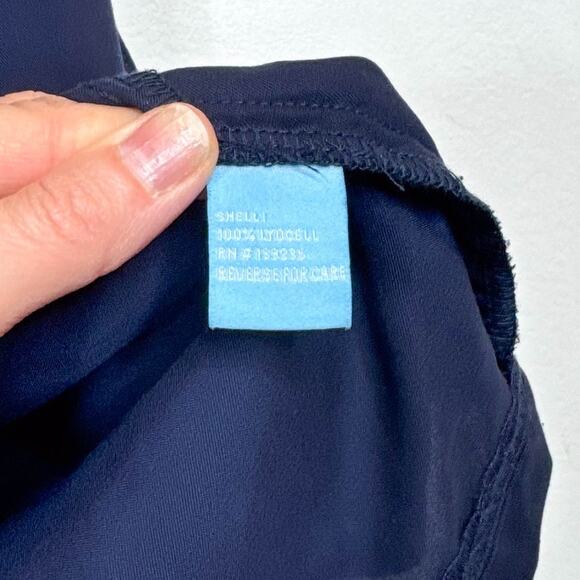 SHELL:
100% LYOCELL
RN # 139235
REVERSE FOR CARE